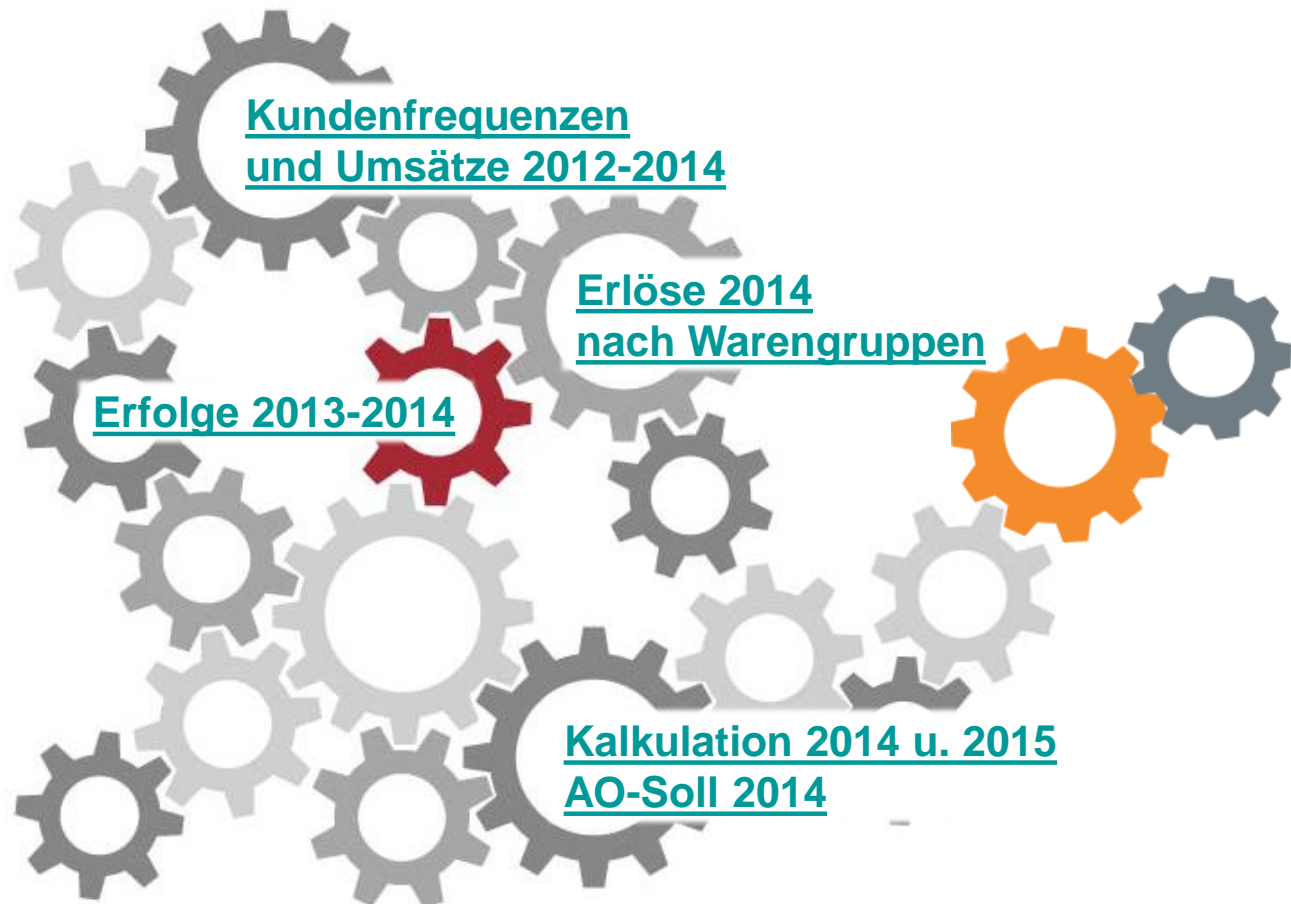 Kundenfrequenzen
und Umsätze 2012-2014
Erlöse 2014
nach Warengruppen
Erfolge 2013-2014
Kalkulation 2014 u. 2015
AO-Soll 2014